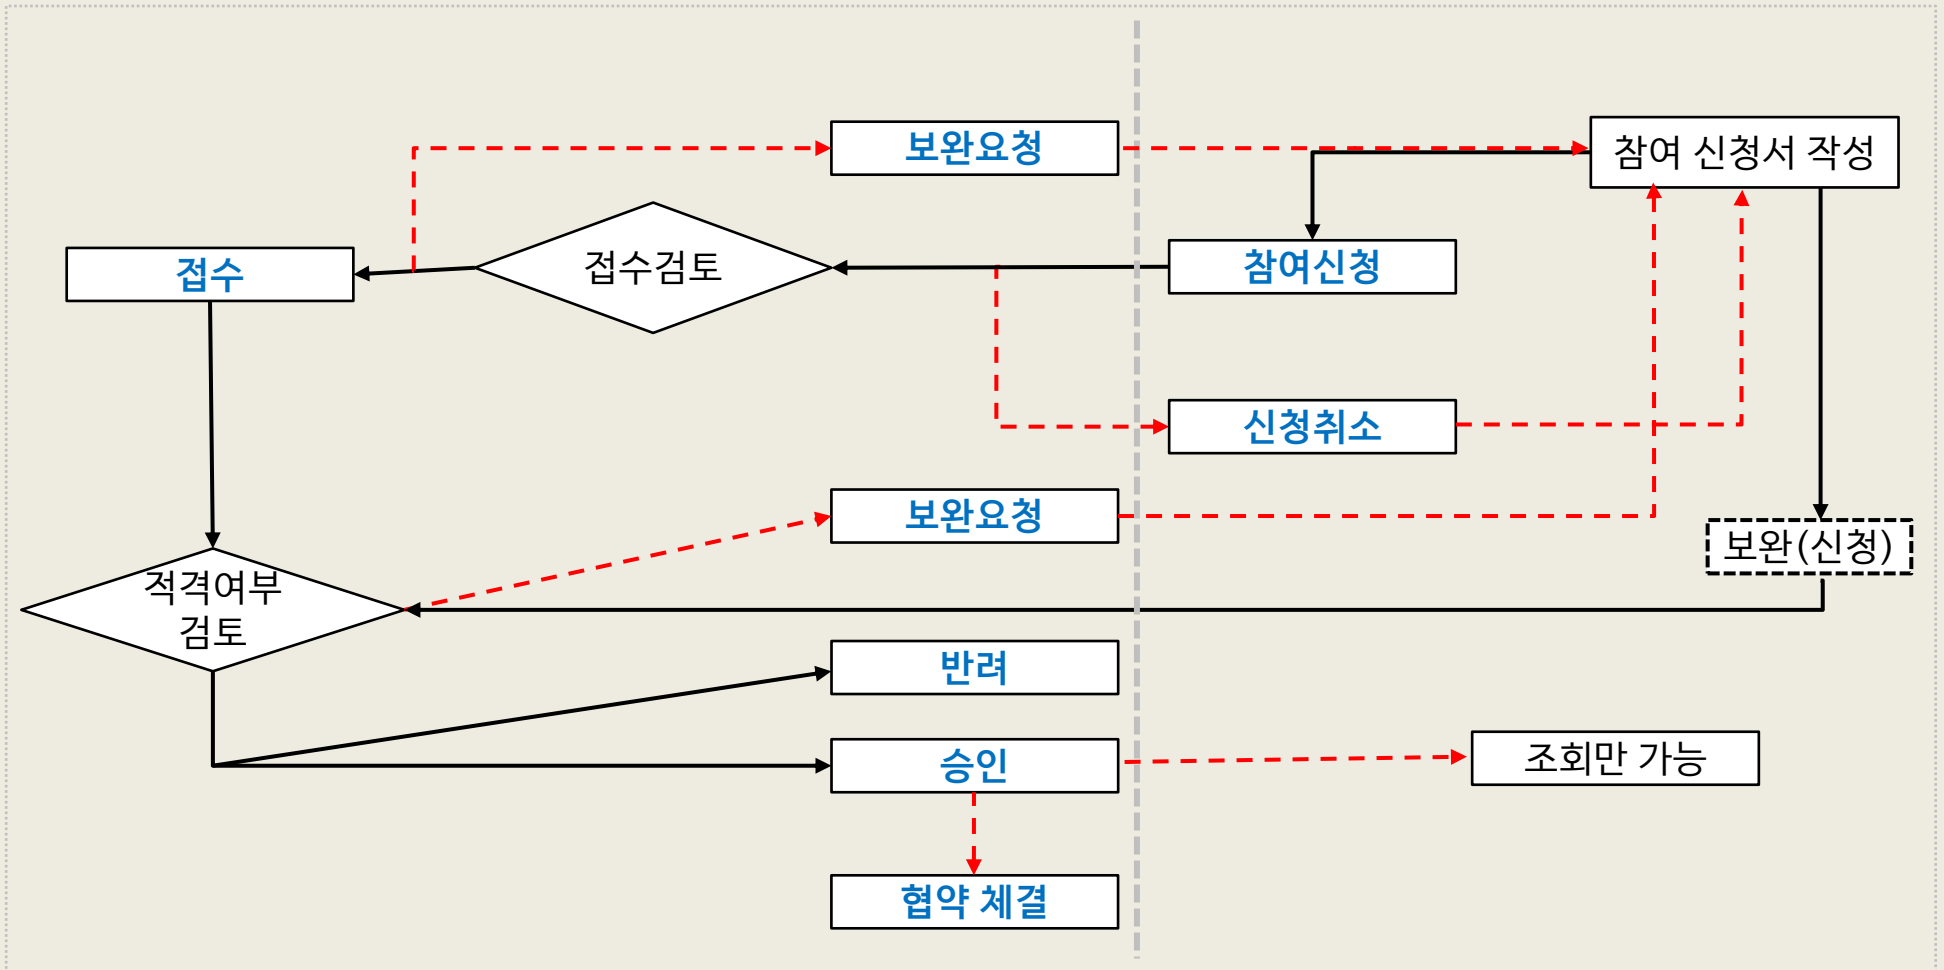 보완요청
참여 신청서 작성
접수
접수검토
참여신청
신청취소
보완요청
보완(신청)
적격여부
검토
반려
승인
조회만 가능
협약 체결